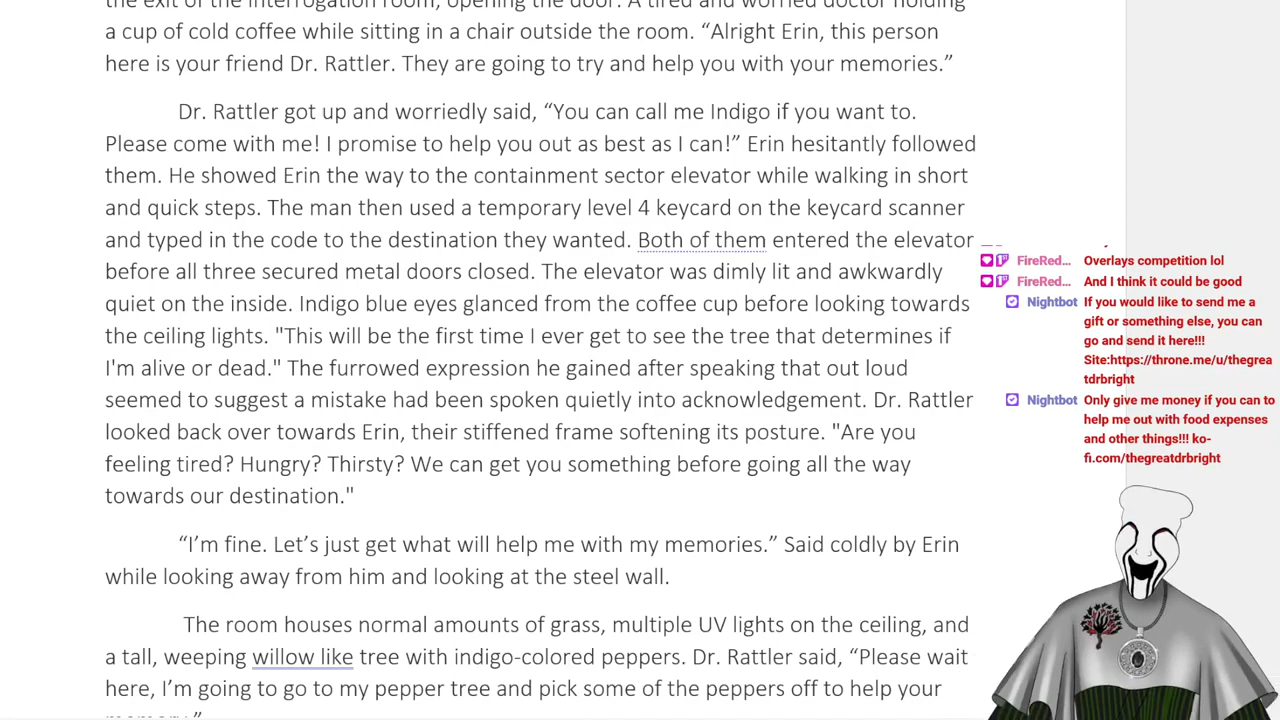 the exit of the interrogation room, opening the door. A tired and worried doctor holding
a cup of cold coffee while sitting in a chair outside the room. “Alright Erin, this person
here is your friend Dr. Rattler. They are going to try and help you with your memories.”
Dr. Rattler got up and worriedly said, “You can call me Indigo if you want to.
Please come with me! I promise to help you out as best as I can!” Erin hesitantly followed
them. He showed Erin the way to the containment sector elevator while walking in short
and quick steps. The man then used a temporary level 4 keycard on the keycard scanner
and typed in the code to the destination they wanted. Both of them entered the elevator
before all three secured metal doors closed. The elevator was dimly lit and awkwardly
quiet on the inside. Indigo blue eyes glanced from the coffee cup before looking towards
the ceiling lights. "This will be the first time I ever get to see the tree that determines if
I'm alive or dead." The furrowed expression he gained after speaking that out loud
seemed to suggest a mistake had been spoken quietly into acknowledgement. Dr. Rattler
looked back over towards Erin, their stiffened frame softening its posture. "Are you
feeling tired? Hungry? Thirsty? We can get you something before going all the way
towards our destination."
“I’m fine. Let’s just get what will help me with my memories.” Said coldly by Erin
while looking away from him and looking at the steel wall.
The room houses normal amounts of grass, multiple UV lights on the ceiling, and
a tall, weeping willow like tree with indigo-colored peppers. Dr. Rattler said, “Please wait
here, I’m going to go to my pepper tree and pick some of the peppers off to help your
FireRed... Overlays competition lol
FireRed... And I think it could be good
Nightbot If you would like to send me a
gift or something else, you can
go and send it here!!!
Site:https://throne.me/u/thegrea
tdrbright
Nightbot Only give me money if you can to
help me out with food expenses
and other things!!! ko-
fi.com/thegreatdrbright